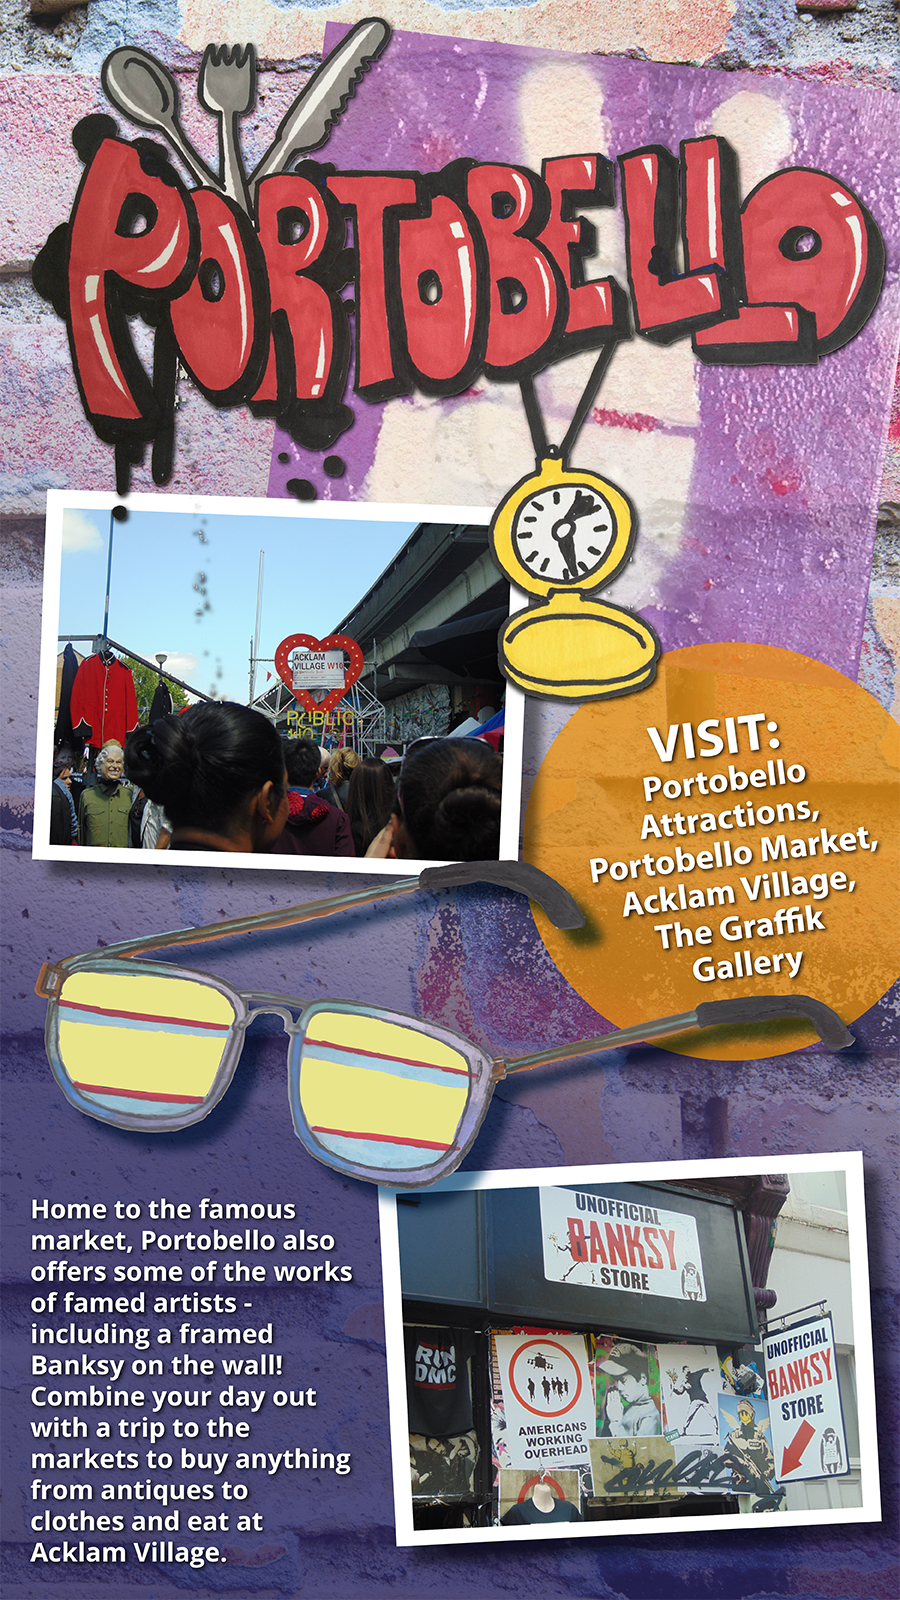 PORTOBELLO
ACKLAM
VILLAGE W10
PUBLIC
VISIT:
Portobello
Attractions,
Portobello Market,
Acklam Village,
The Graffik
Gallery
Home to the famous
market, Portobello also
offers some of the works
of famed artists -
including a framed
Banksy on the wall!
Combine your day out
with a trip to the
markets to buy anything
from antiques to
clothes and eat at
Acklam Village.
UNOFFICIAL
BANKSY
STORE
RUN
DMC
AMERICANS
WORKING
OVERHEAD
UNOFFICIAL
BANKSY
STORE